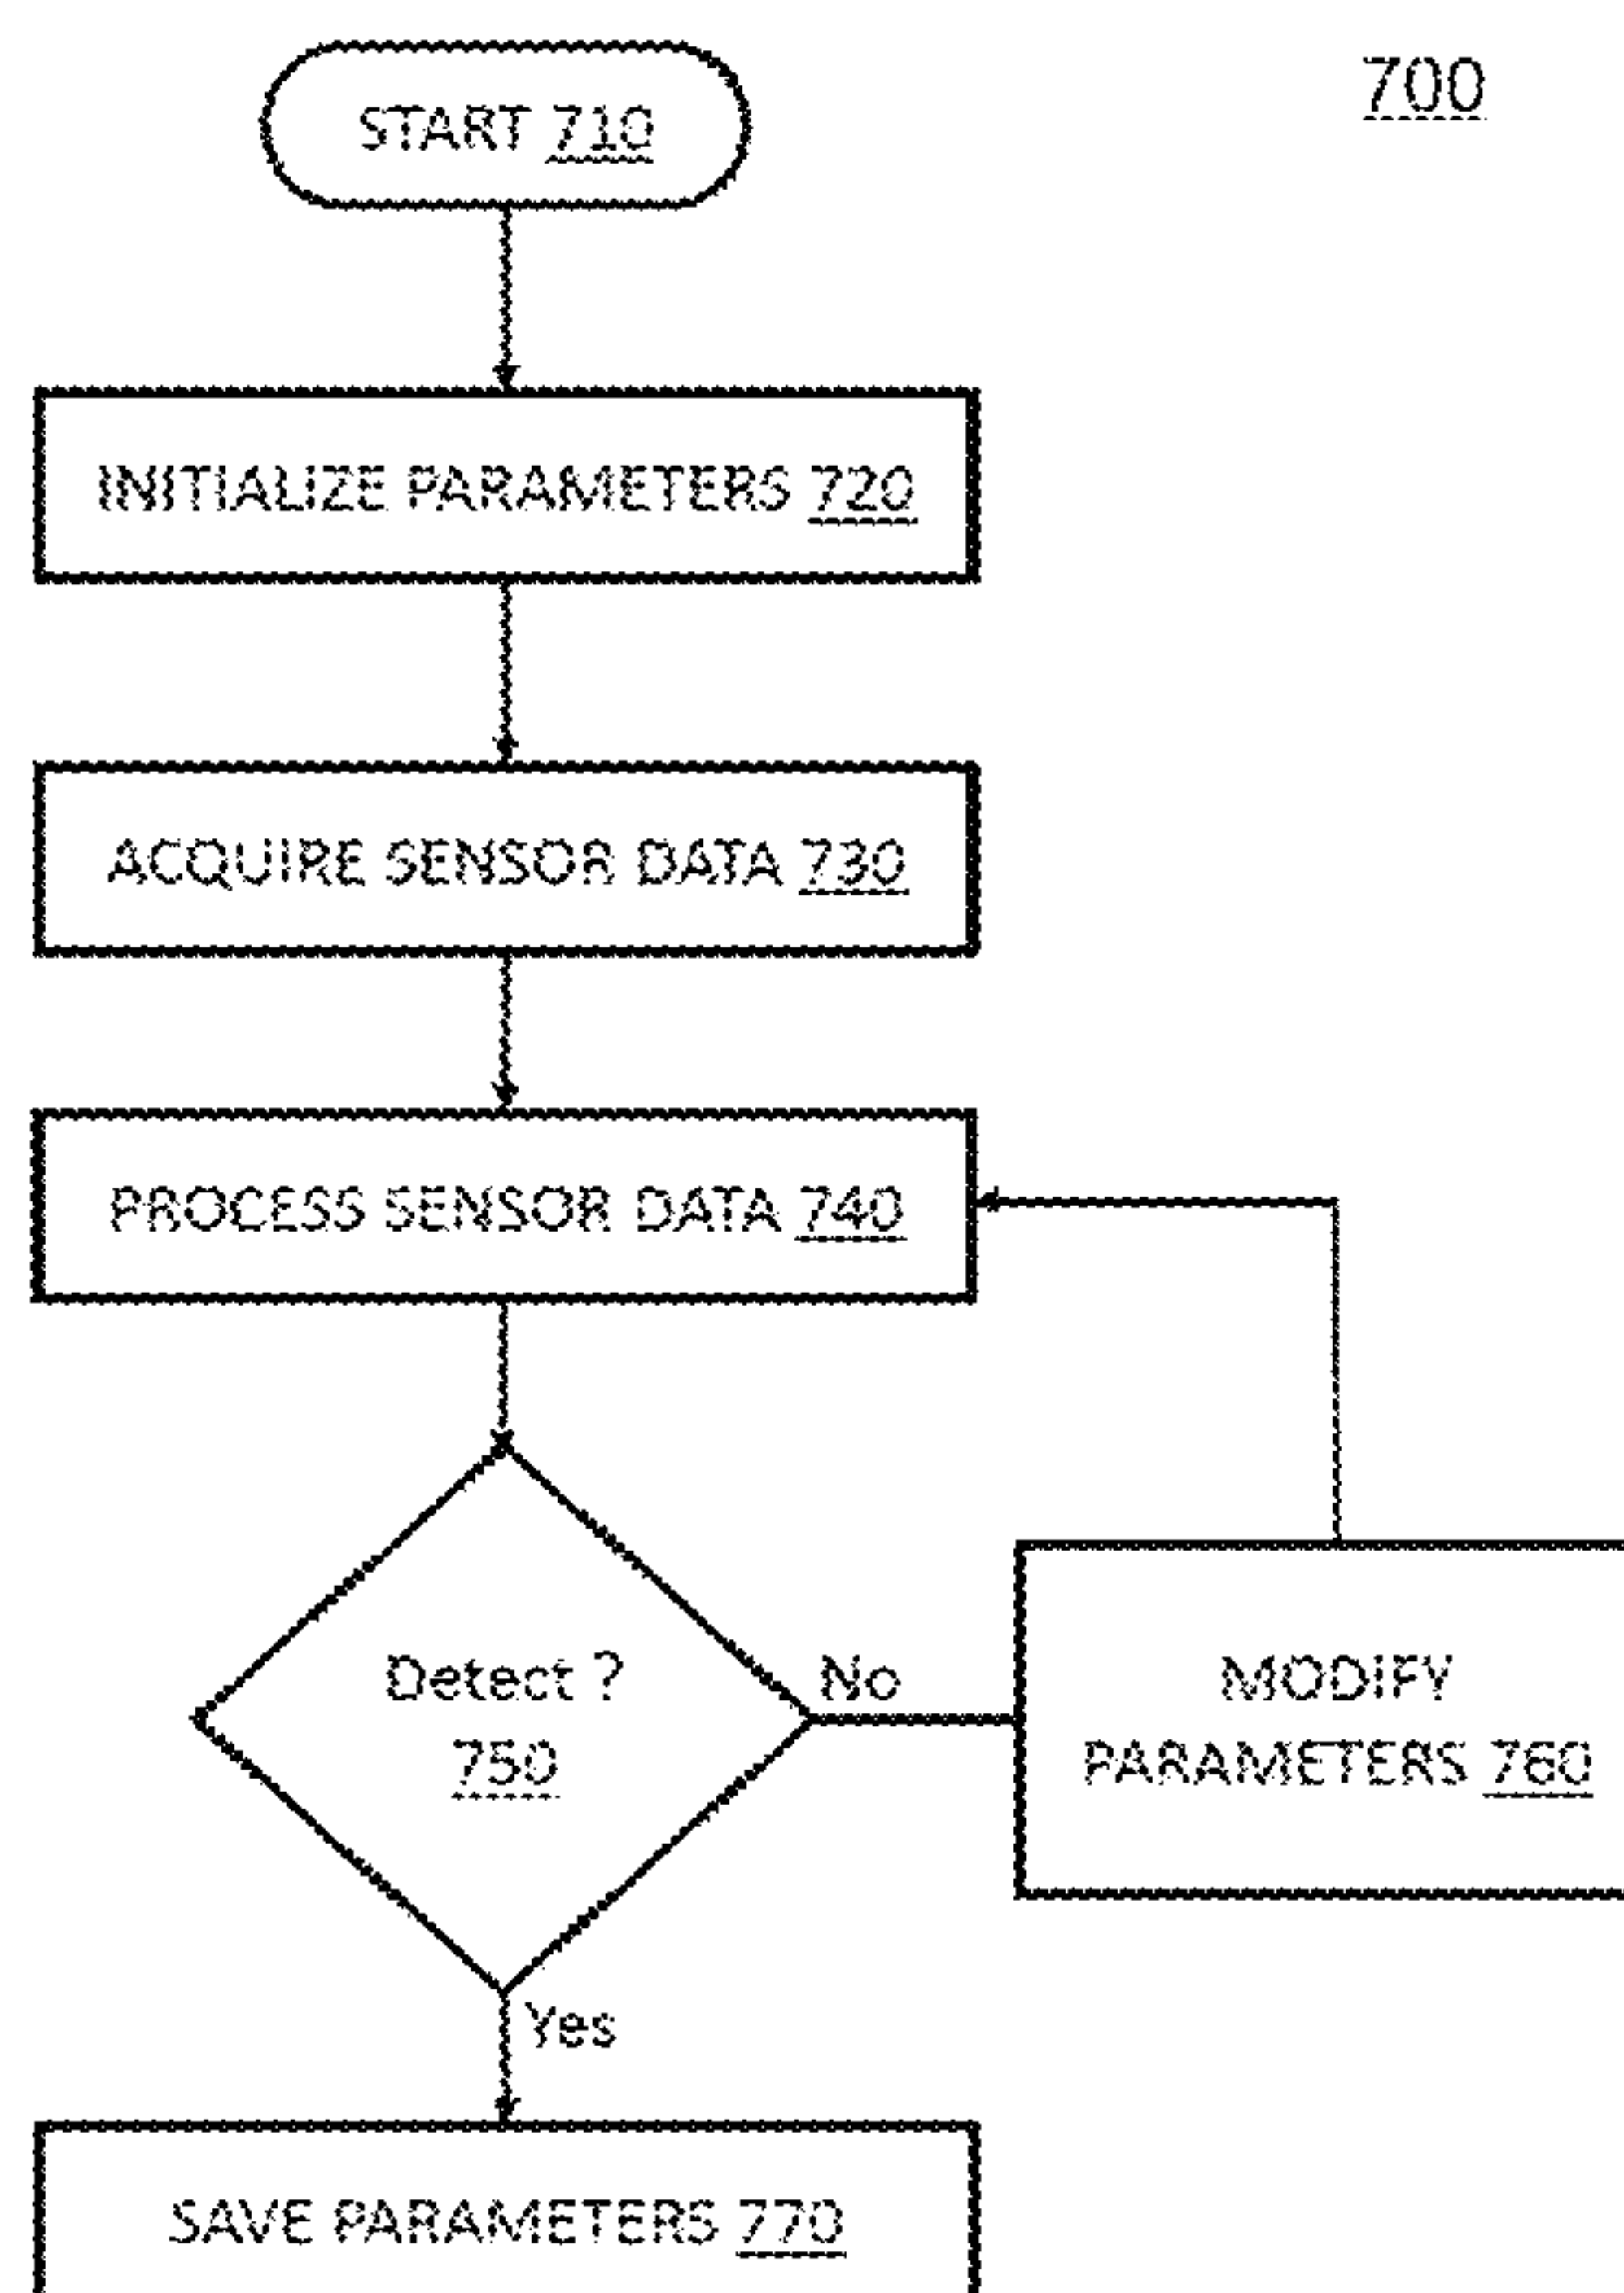 700
START 710
INITIALIZE PARAMETERS 720
ACQUIRE SENSOR DATA 730
PROCESS SENSOR DATA 740
Detect ?
750
No
MODIFY
PARAMETERS 760
Yes
SAVE PARAMETERS 770